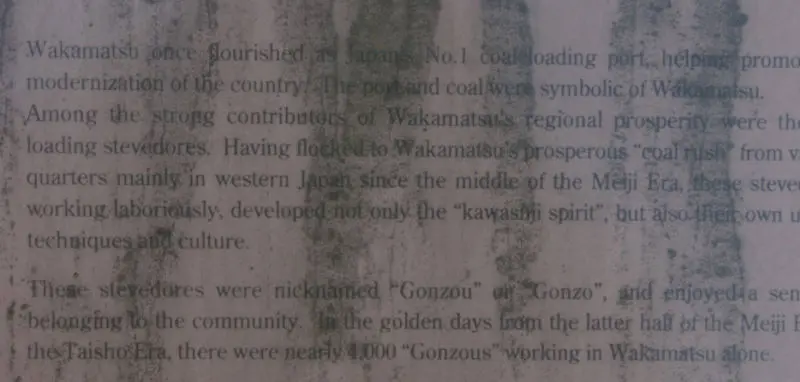 Wakamatsu once flourished as Japan's No.1 coal loading port, helping promo
modernization of the country. The port and coal were symbolic of Wakamatsu.
Among the strong contributors of Wakamatsu's regional prosperity were the
loading stevedores. Having flocked to Wakamatsu's prosperous "coal rush" from v
quarters mainly in western Japan since the middle of the Meiji Era, these steve
working laboriously, developed not only the "kawashji spirit", but also their own u
techniques and culture.
These stevedores were nicknamed "Gonzou" or "Gonzo", and enjoyed a sen
belonging to the community. In the golden days from the latter half of the Meiji E
the Taisho Era, there were nearly 4,000 "Gonzous" working in Wakamatsu alone.